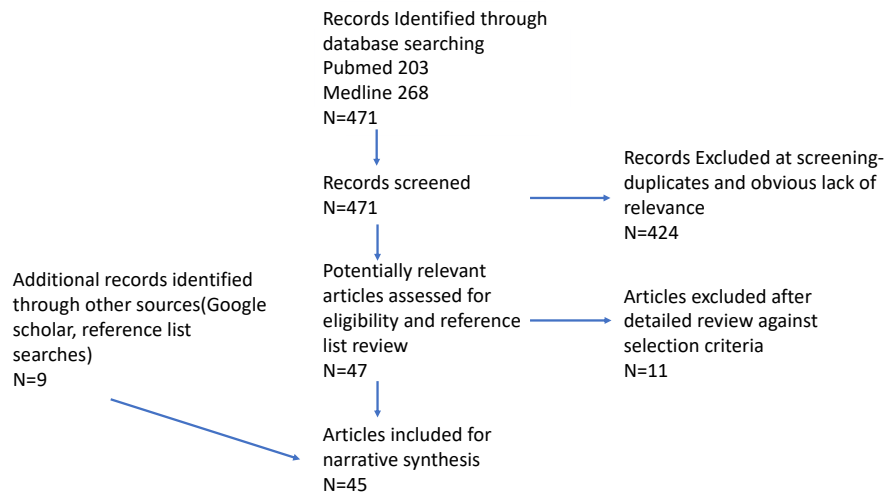 Records Identified through
database searching
Pubmed 203
Medline 268
N=471
Records screened
N=471
Records Excluded at screening-
duplicates and obvious lack of
relevance
N=424
Additional records identified
through other sources(Google
scholar, reference list
searches)
N=9
Potentially relevant
articles assessed for
eligibility and reference
list review
N=47
Articles excluded after
detailed review against
selection criteria
N=11
Articles included for
narrative synthesis
N=45